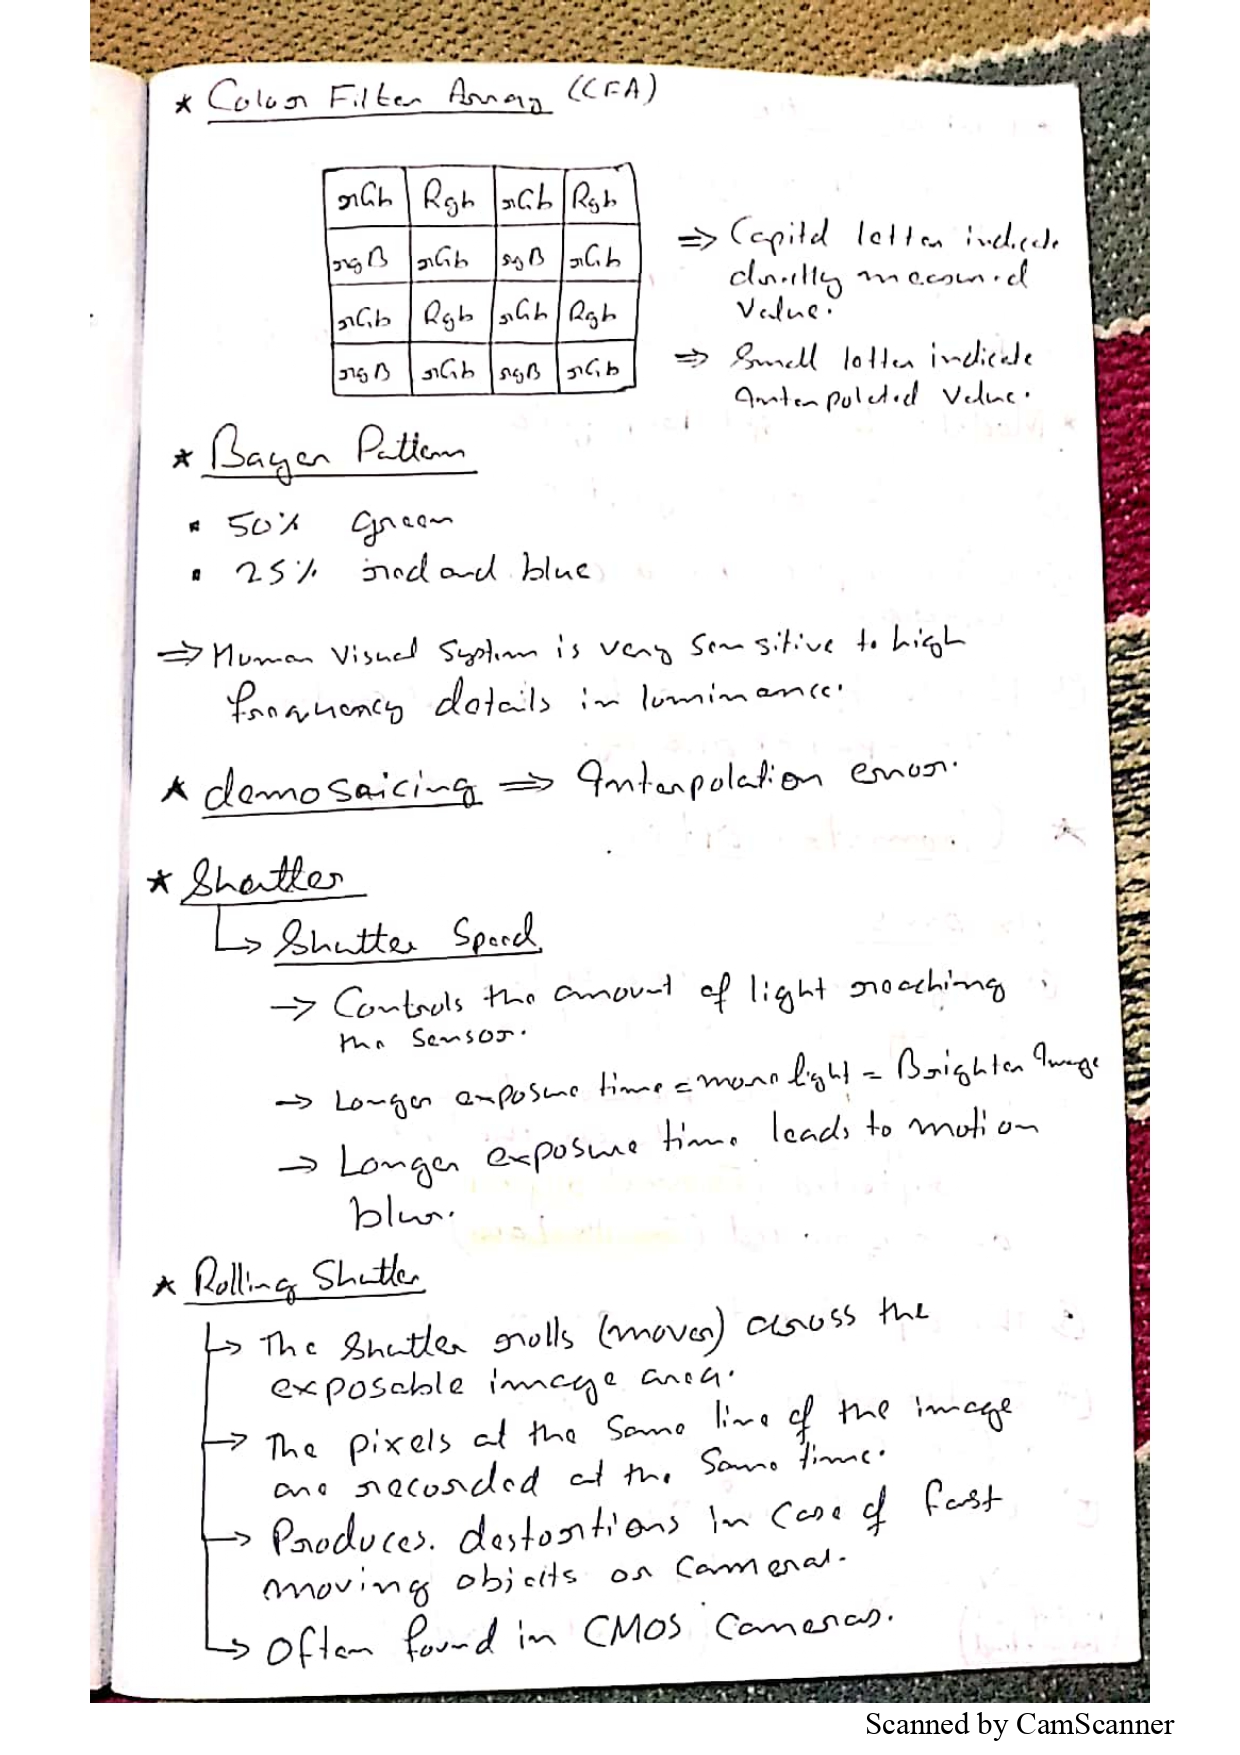 * Color Filter Array (CFA)
rGb Rgb rGb Rgb
rgB rGb rgB rGb
rGb Rgb rGb Rgb
rgB rGb rgB rGb
⇒ Capital letter indicate
directly measured
value.
⇒ Small letter indicate
Interpolated value.
* Bayer Pattern
▪ 50% green
▪ 25% red and blue
⇒ Human Visual System is very sensitive to high
frequency details in luminance.
* demosaicing ⇒ Interpolation error.
* Shutter
↳ Shutter Speed
→ Controls the amount of light reaching
the sensor.
→ Longer exposure time = more light = Brighter Image
→ Longer exposure time leads to motion
blur.
* Rolling Shutter
↳ The Shutter rolls (moves) across the
exposable image area.
→ The pixels at the same line of the image
are recorded at the same time.
→ Produces. destortions in case of fast
moving objects or cameras.
↳ Often found in CMOS Cameras.
Scanned by CamScanner